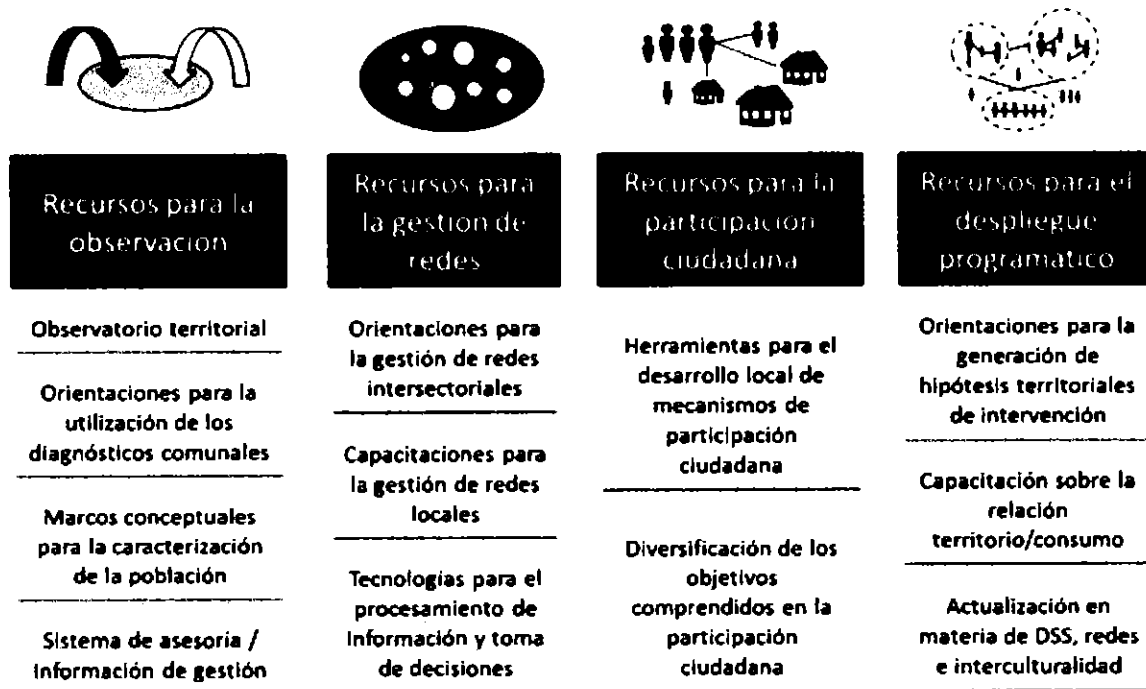 Recursos para la
observacion
Observatorio territorial
Orientaciones para la
utilización de los
diagnósticos comunales
Marcos conceptuales
para la caracterización
de la población
Sistema de asesoría /
Información de gestión
Recursos para
la gestion de
redes
Orientaciones para
la gestión de redes
intersectoriales
Capacitaciones para
la gestión de redes
locales
Tecnologías para el
procesamiento de
información y toma
de decisiones
Recursos para la
participacion
ciudadana
Herramientas para el
desarrollo local de
mecanismos de
participación
ciudadana
Diversificación de los
objetivos
comprendidos en la
participación
ciudadana
Recursos para el
despliegue
programatico
Orientaciones para la
generación de
hipótesis territoriales
de intervención
Capacitación sobre la
relación
territorio/consumo
Actualización en
materia de DSS, redes
e interculturalidad